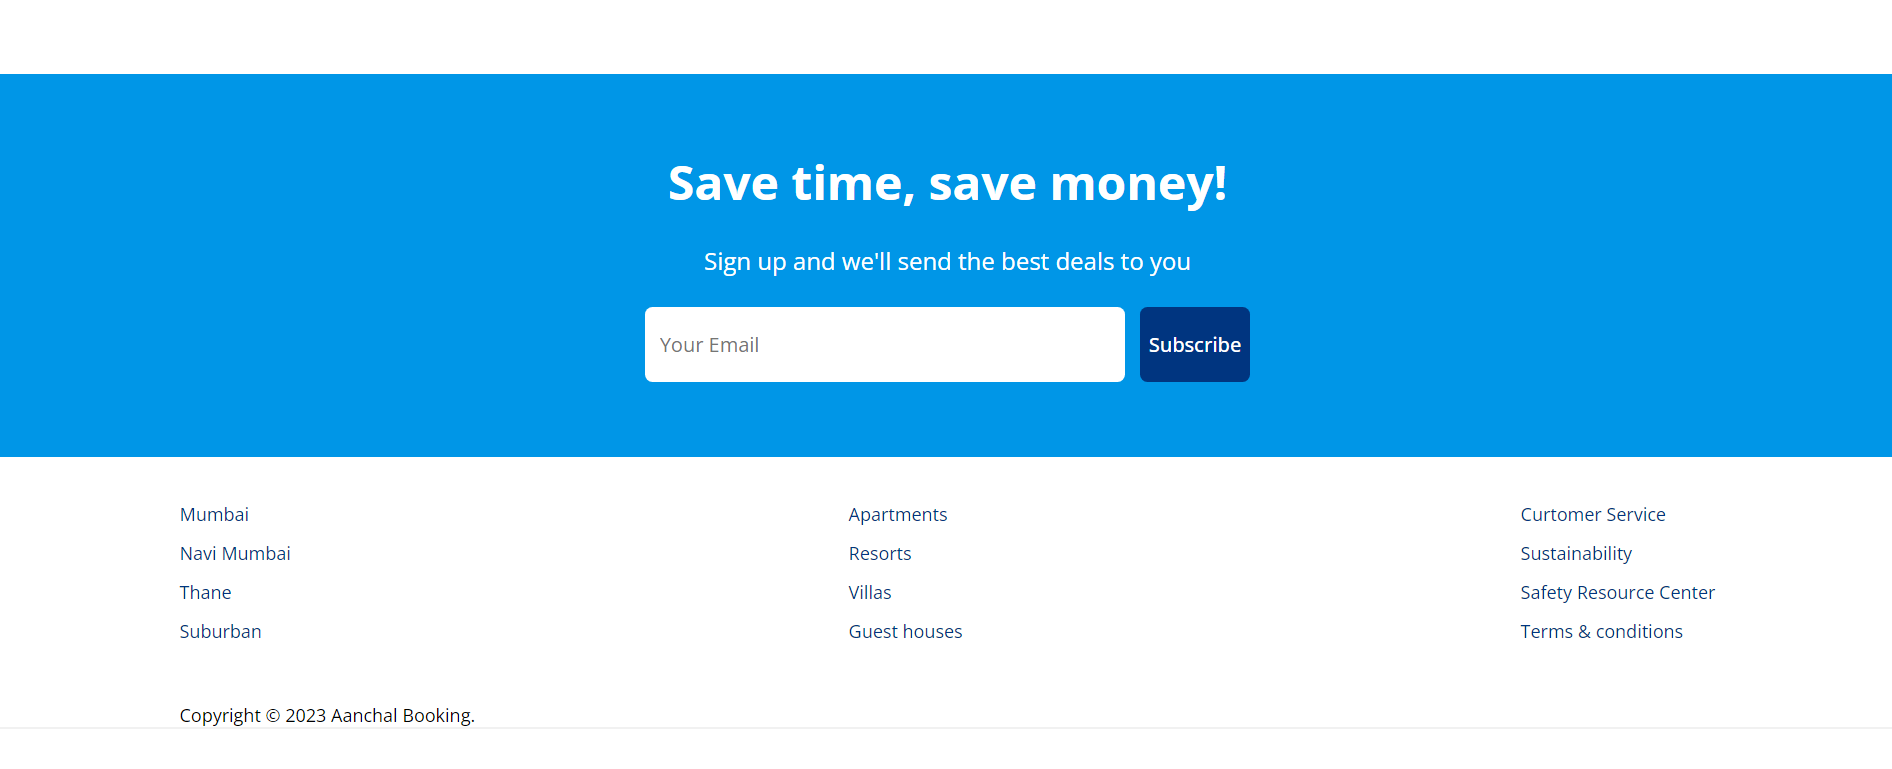 Save time, save money!
Sign up and we'll send the best deals to you
Your Email
Subscribe
Mumbai
Navi Mumbai
Thane
Suburban
Apartments
Resorts
Villas
Guest houses
Curtomer Service
Sustainability
Safety Resource Center
Terms & conditions
Copyright © 2023 Aanchal Booking.